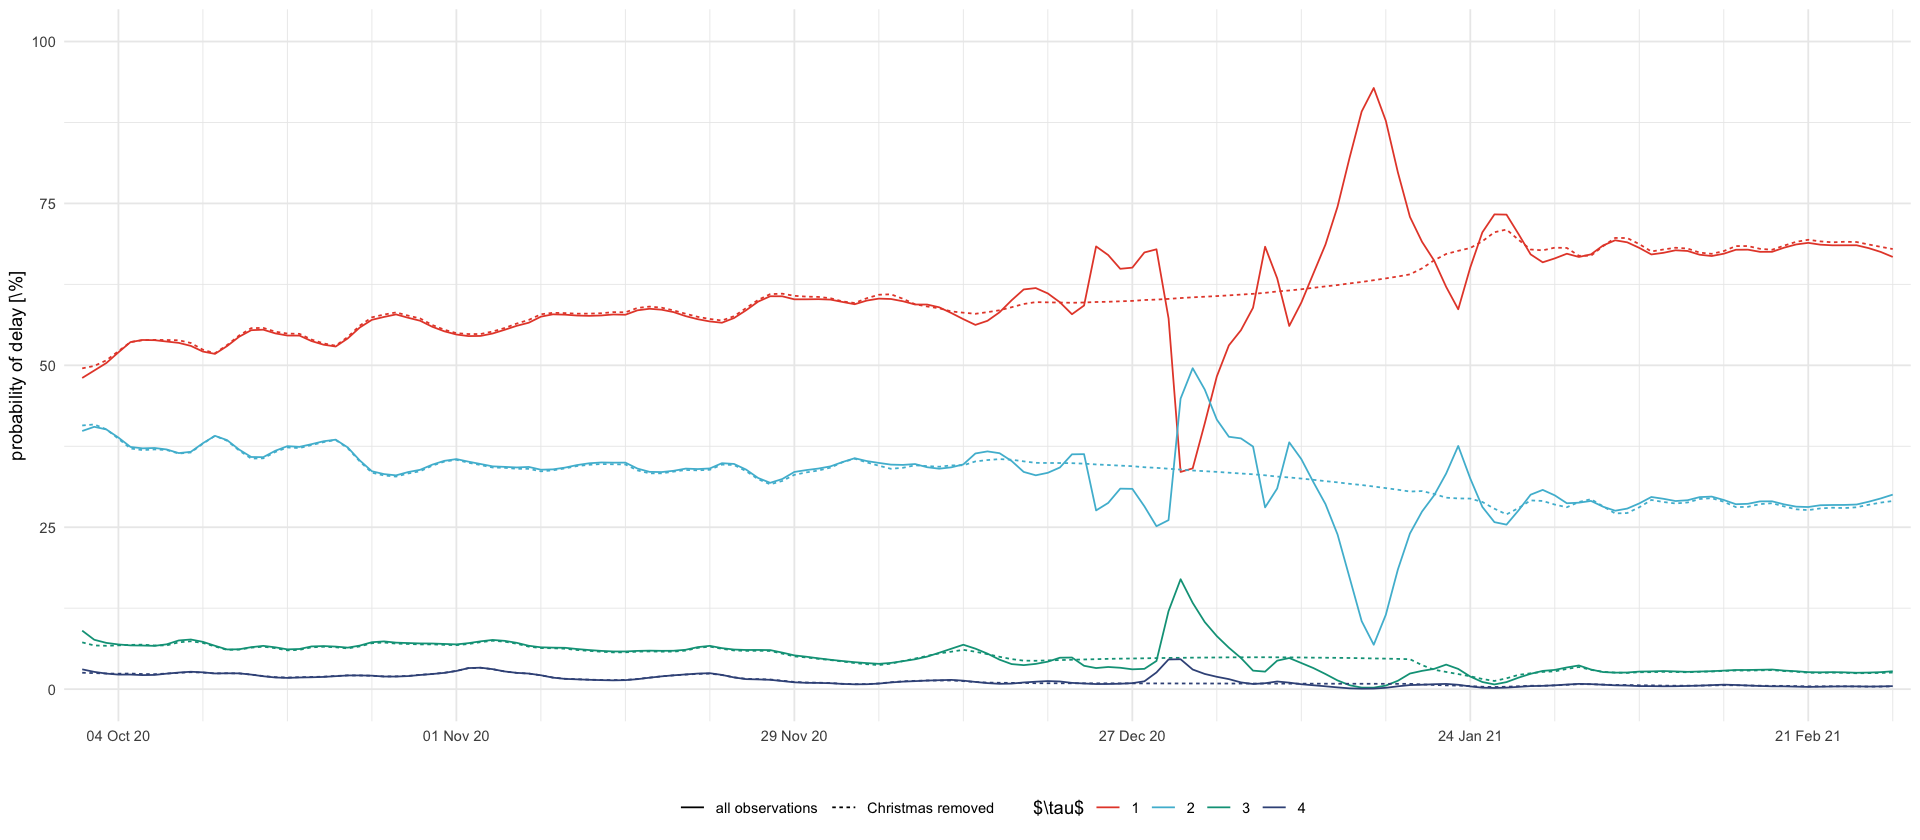 probability of delay [\%]
100
75
50
25
0
04 Oct 20 01 Nov 20 29 Nov 20 27 Dec 20 24 Jan 21 21 Feb 21
all observations Christmas removed $\tau$ 1 2 3 4